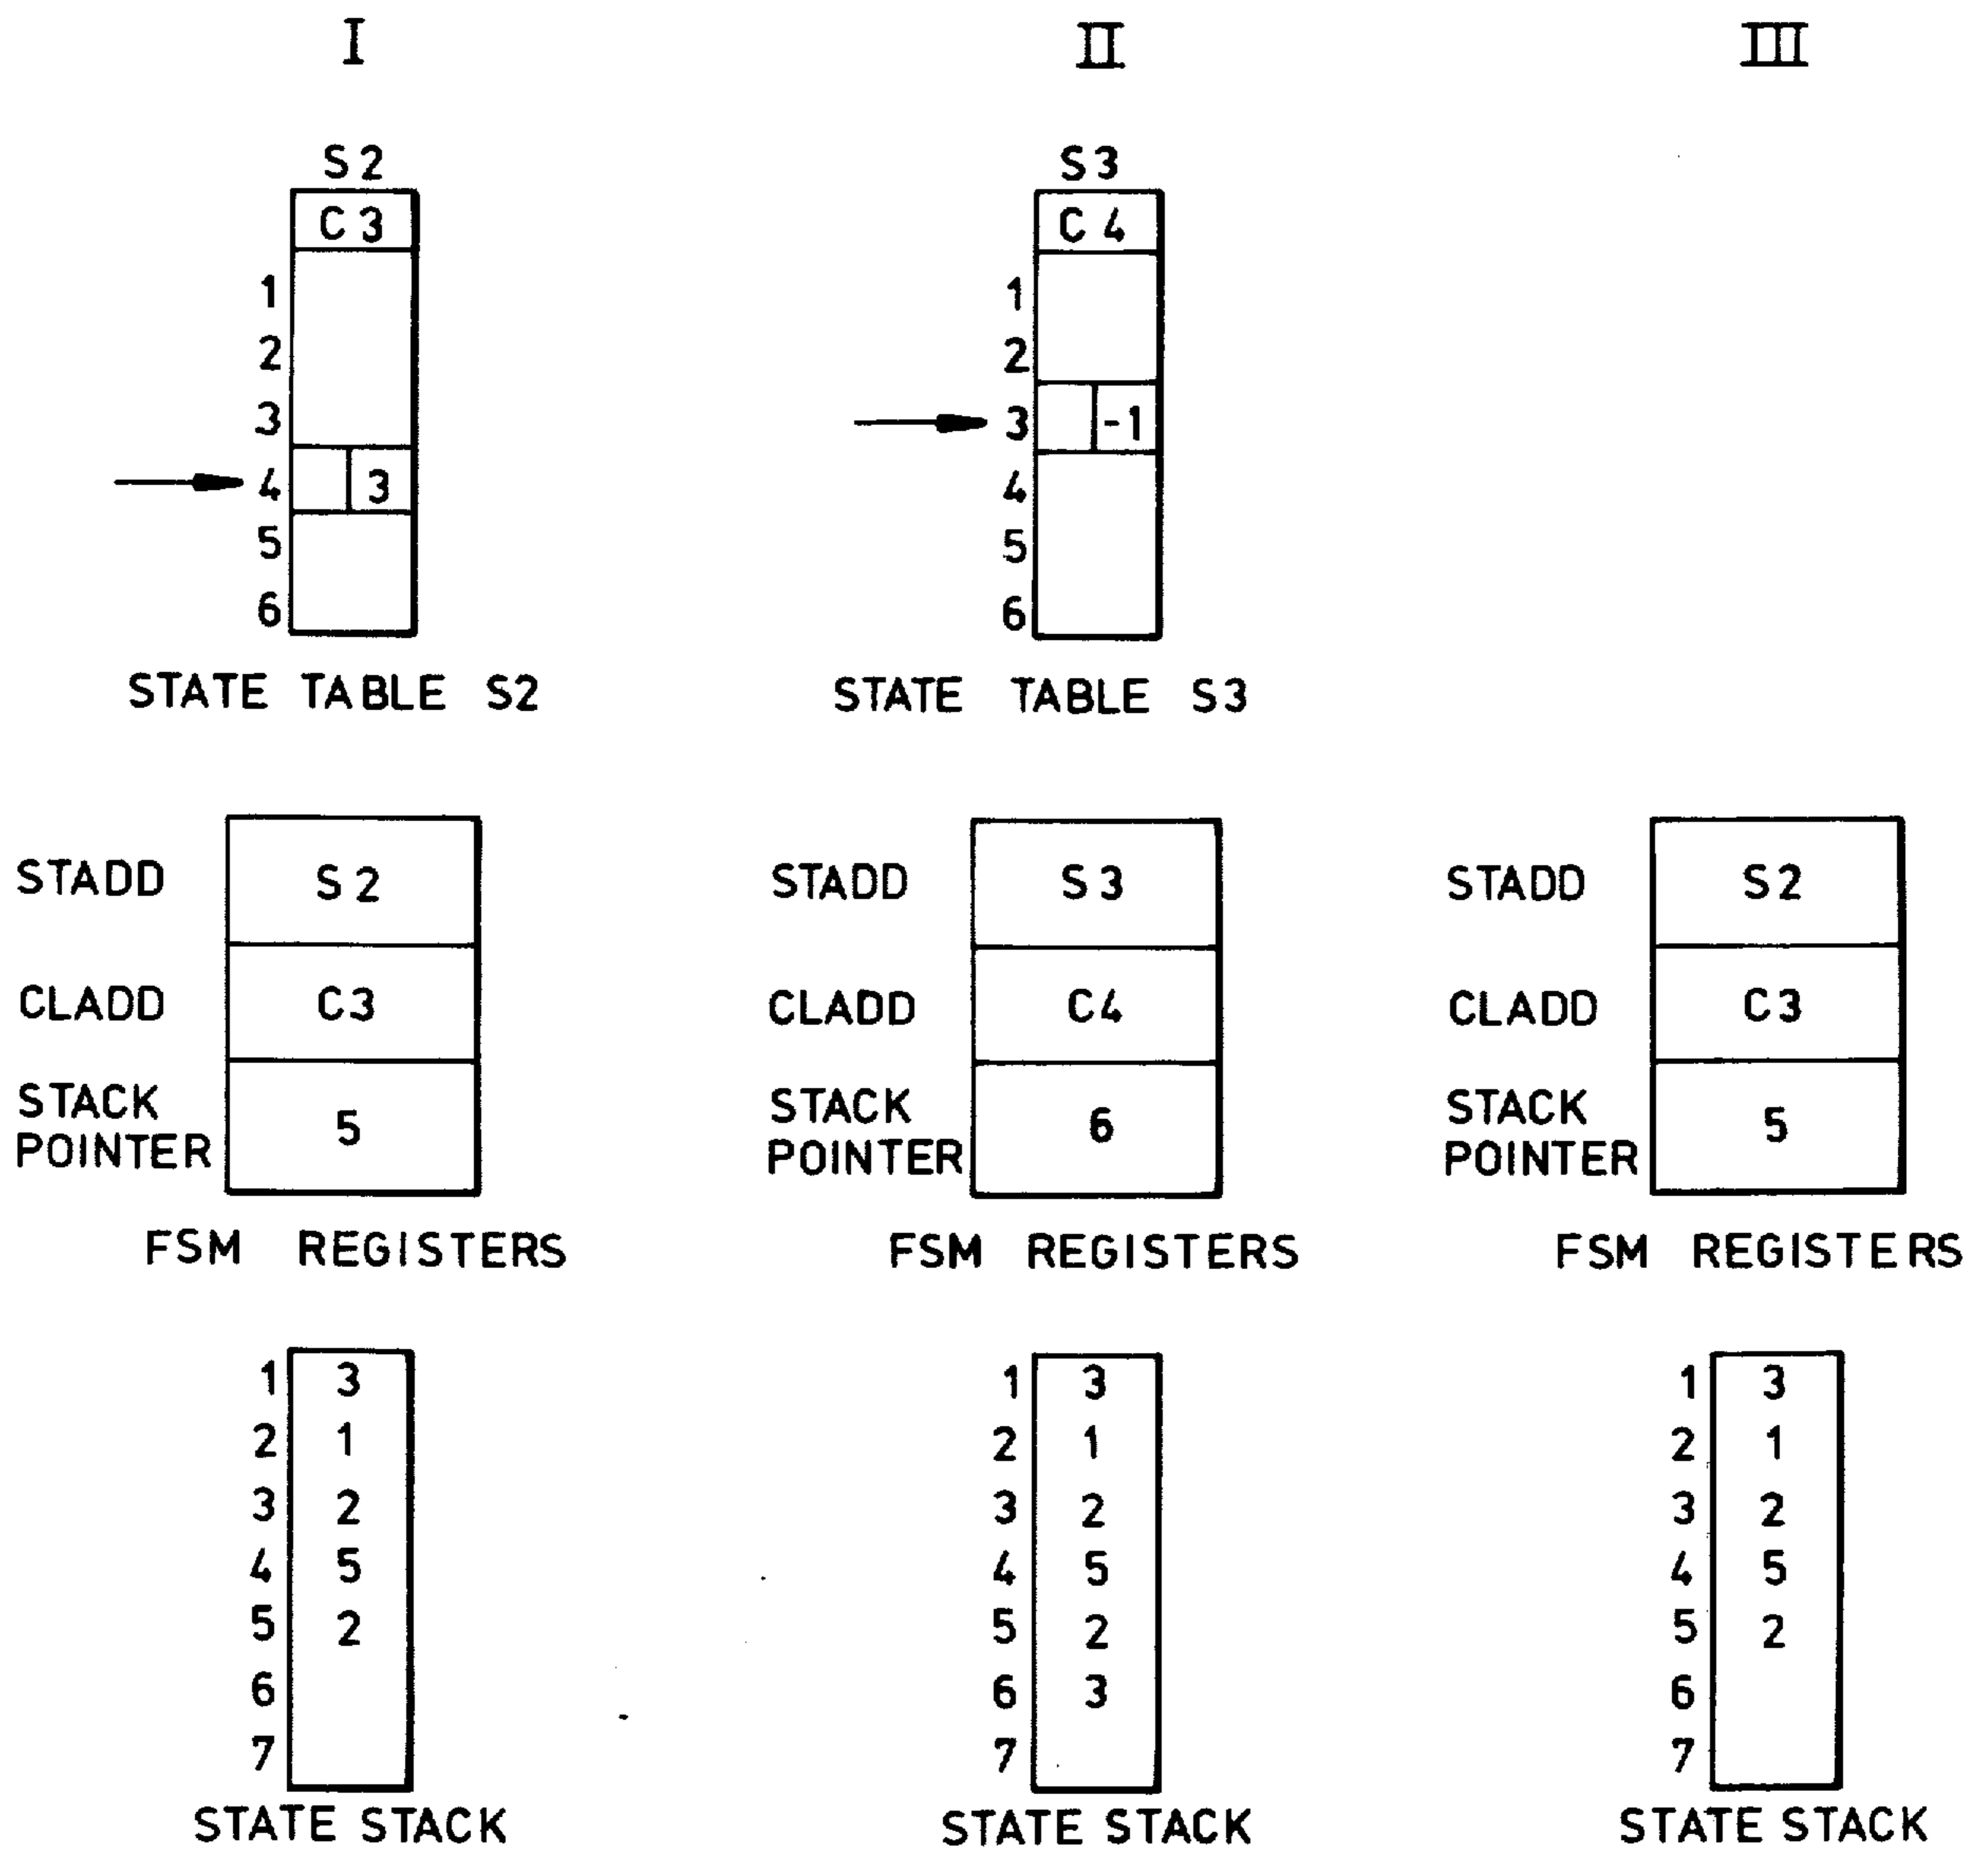 I II III
S2 S3
C3 C4
1 1
2 2
3 3 -1
4 3 4
5 5
6 6
STATE TABLE S2 STATE TABLE S3
STADD S2 STADD S3 STADD S2
CLADD C3 CLADD C4 CLADD C3
STACK STACK STACK
POINTER 5 POINTER 6 POINTER 5
FSM REGISTERS FSM REGISTERS FSM REGISTERS
1 3 1 3 1 3
2 1 2 1 2 1
3 2 3 2 3 2
4 5 4 5 4 5
5 2 5 2 5 2
6 6 3 6
7 7 7
STATE STACK STATE STACK STATE STACK